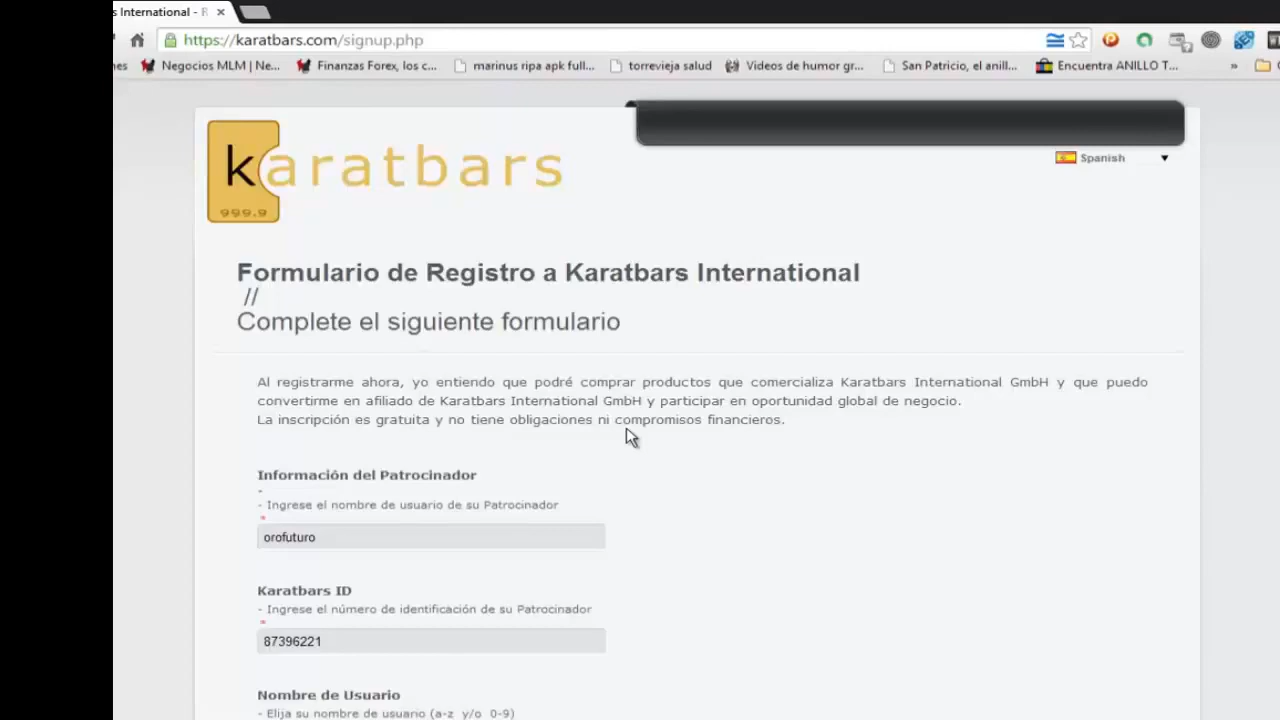 s International - R
https://karatbars.com/signup.php
nes Negocios MLM | Ne... Finanzas Forex, los c... marinus ripa apk full... torrevieja salud Videos de humor gr... San Patricio, el anill... Encuentra ANILLO T... »
karatbars
999.9
Spanish
Formulario de Registro a Karatbars International
//
Complete el siguiente formulario
Al registrarme ahora, yo entiendo que podré comprar productos que comercializa Karatbars International GmbH y que puedo
convertirme en afiliado de Karatbars International GmbH y participar en oportunidad global de negocio.
La inscripción es gratuita y no tiene obligaciones ni compromisos financieros.
Información del Patrocinador
-
- Ingrese el nombre de usuario de su Patrocinador
*
orofuturo
Karatbars ID
- Ingrese el número de identificación de su Patrocinador
*
87396221
Nombre de Usuario
- Elija su nombre de usuario (a-z y/o 0-9)